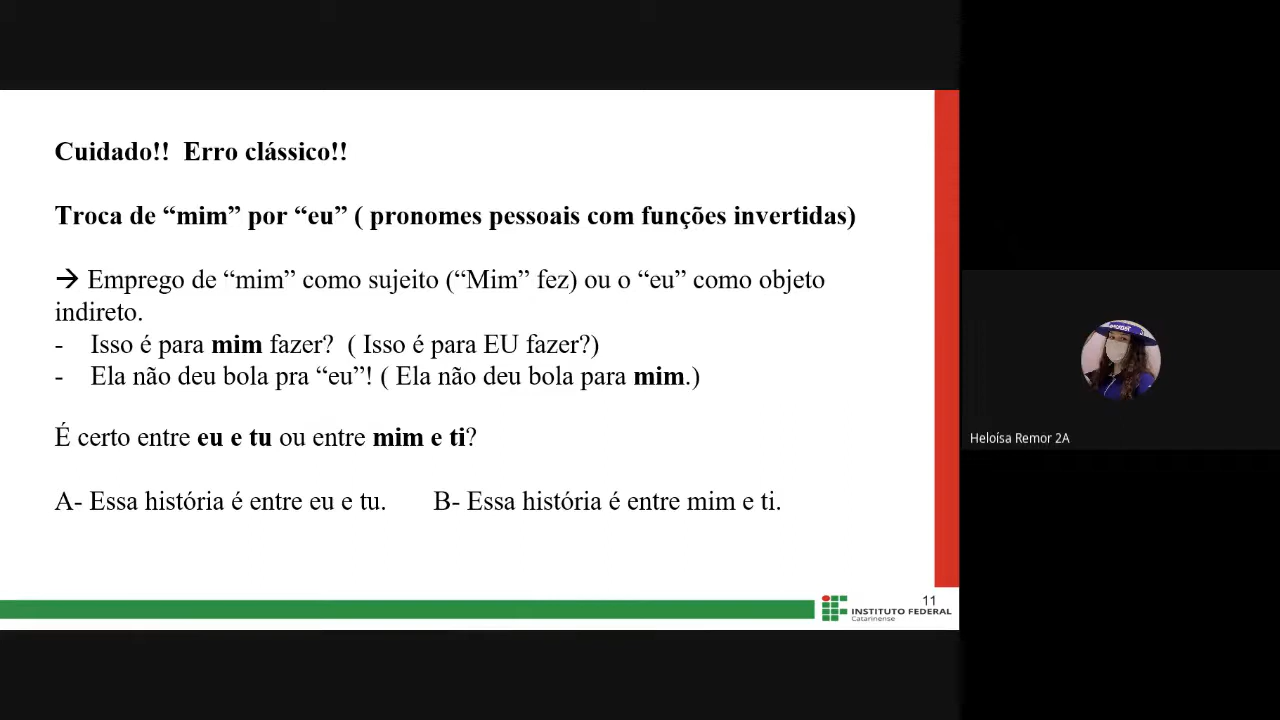 Cuidado!!  Erro clássico!!
Troca de “mim” por “eu” ( pronomes pessoais com funções invertidas)
→ Emprego de “mim” como sujeito (“Mim” fez) ou o “eu” como objeto
indireto.
- Isso é para mim fazer?  ( Isso é para EU fazer?)
- Ela não deu bola pra “eu”! ( Ela não deu bola para mim.)
É certo entre eu e tu ou entre mim e ti?
A- Essa história é entre eu e tu.  B- Essa história é entre mim e ti.
11
INSTITUTO FEDERAL
Catarinense
Heloísa Remor 2A